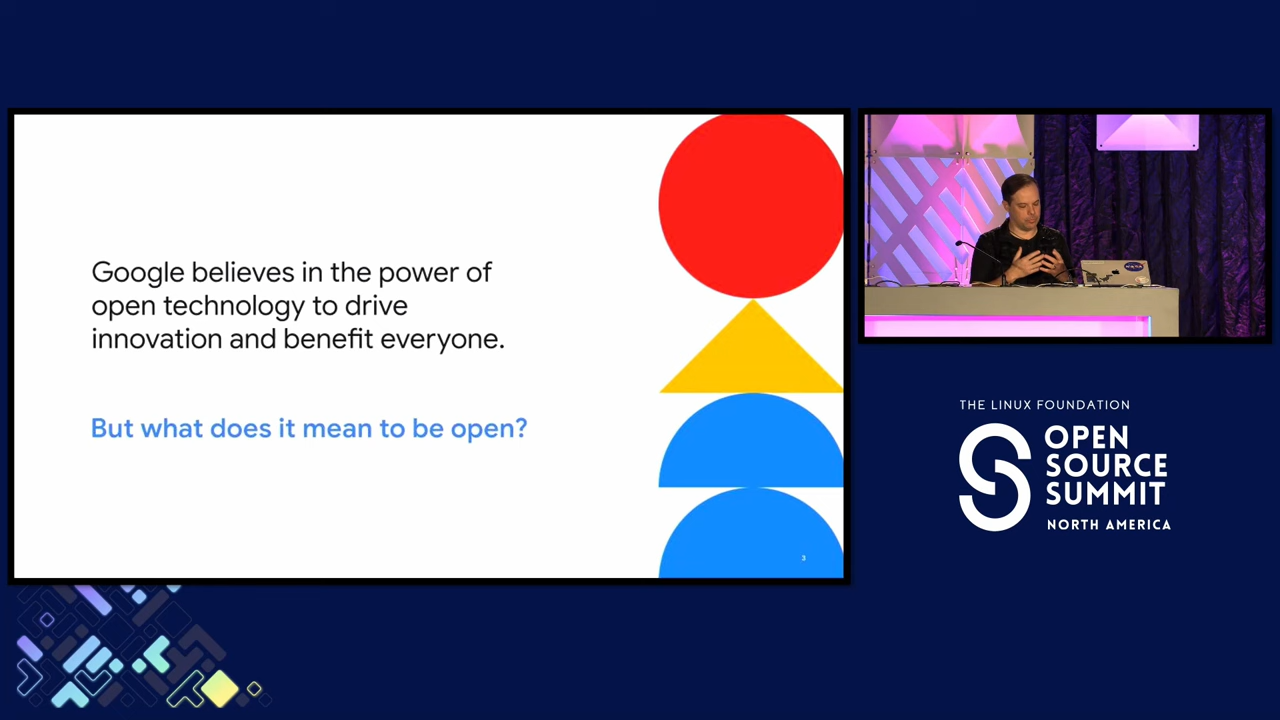 Google believes in the power of
open technology to drive
innovation and benefit everyone.
But what does it mean to be open?
3
THE LINUX FOUNDATION
OPEN
SOURCE
SUMMIT
NORTH AMERICA